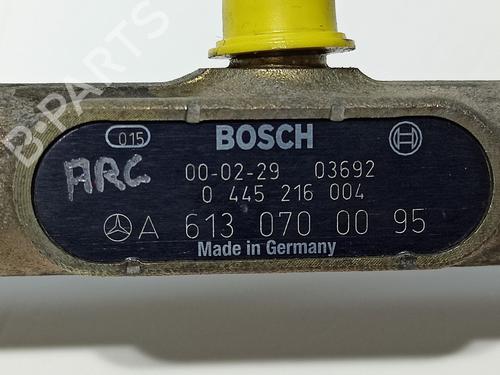 B-PARTS
015 BOSCH
ARC
00-02-29 03692
0 445 216 004
A 613 070 00 95
Made in Germany